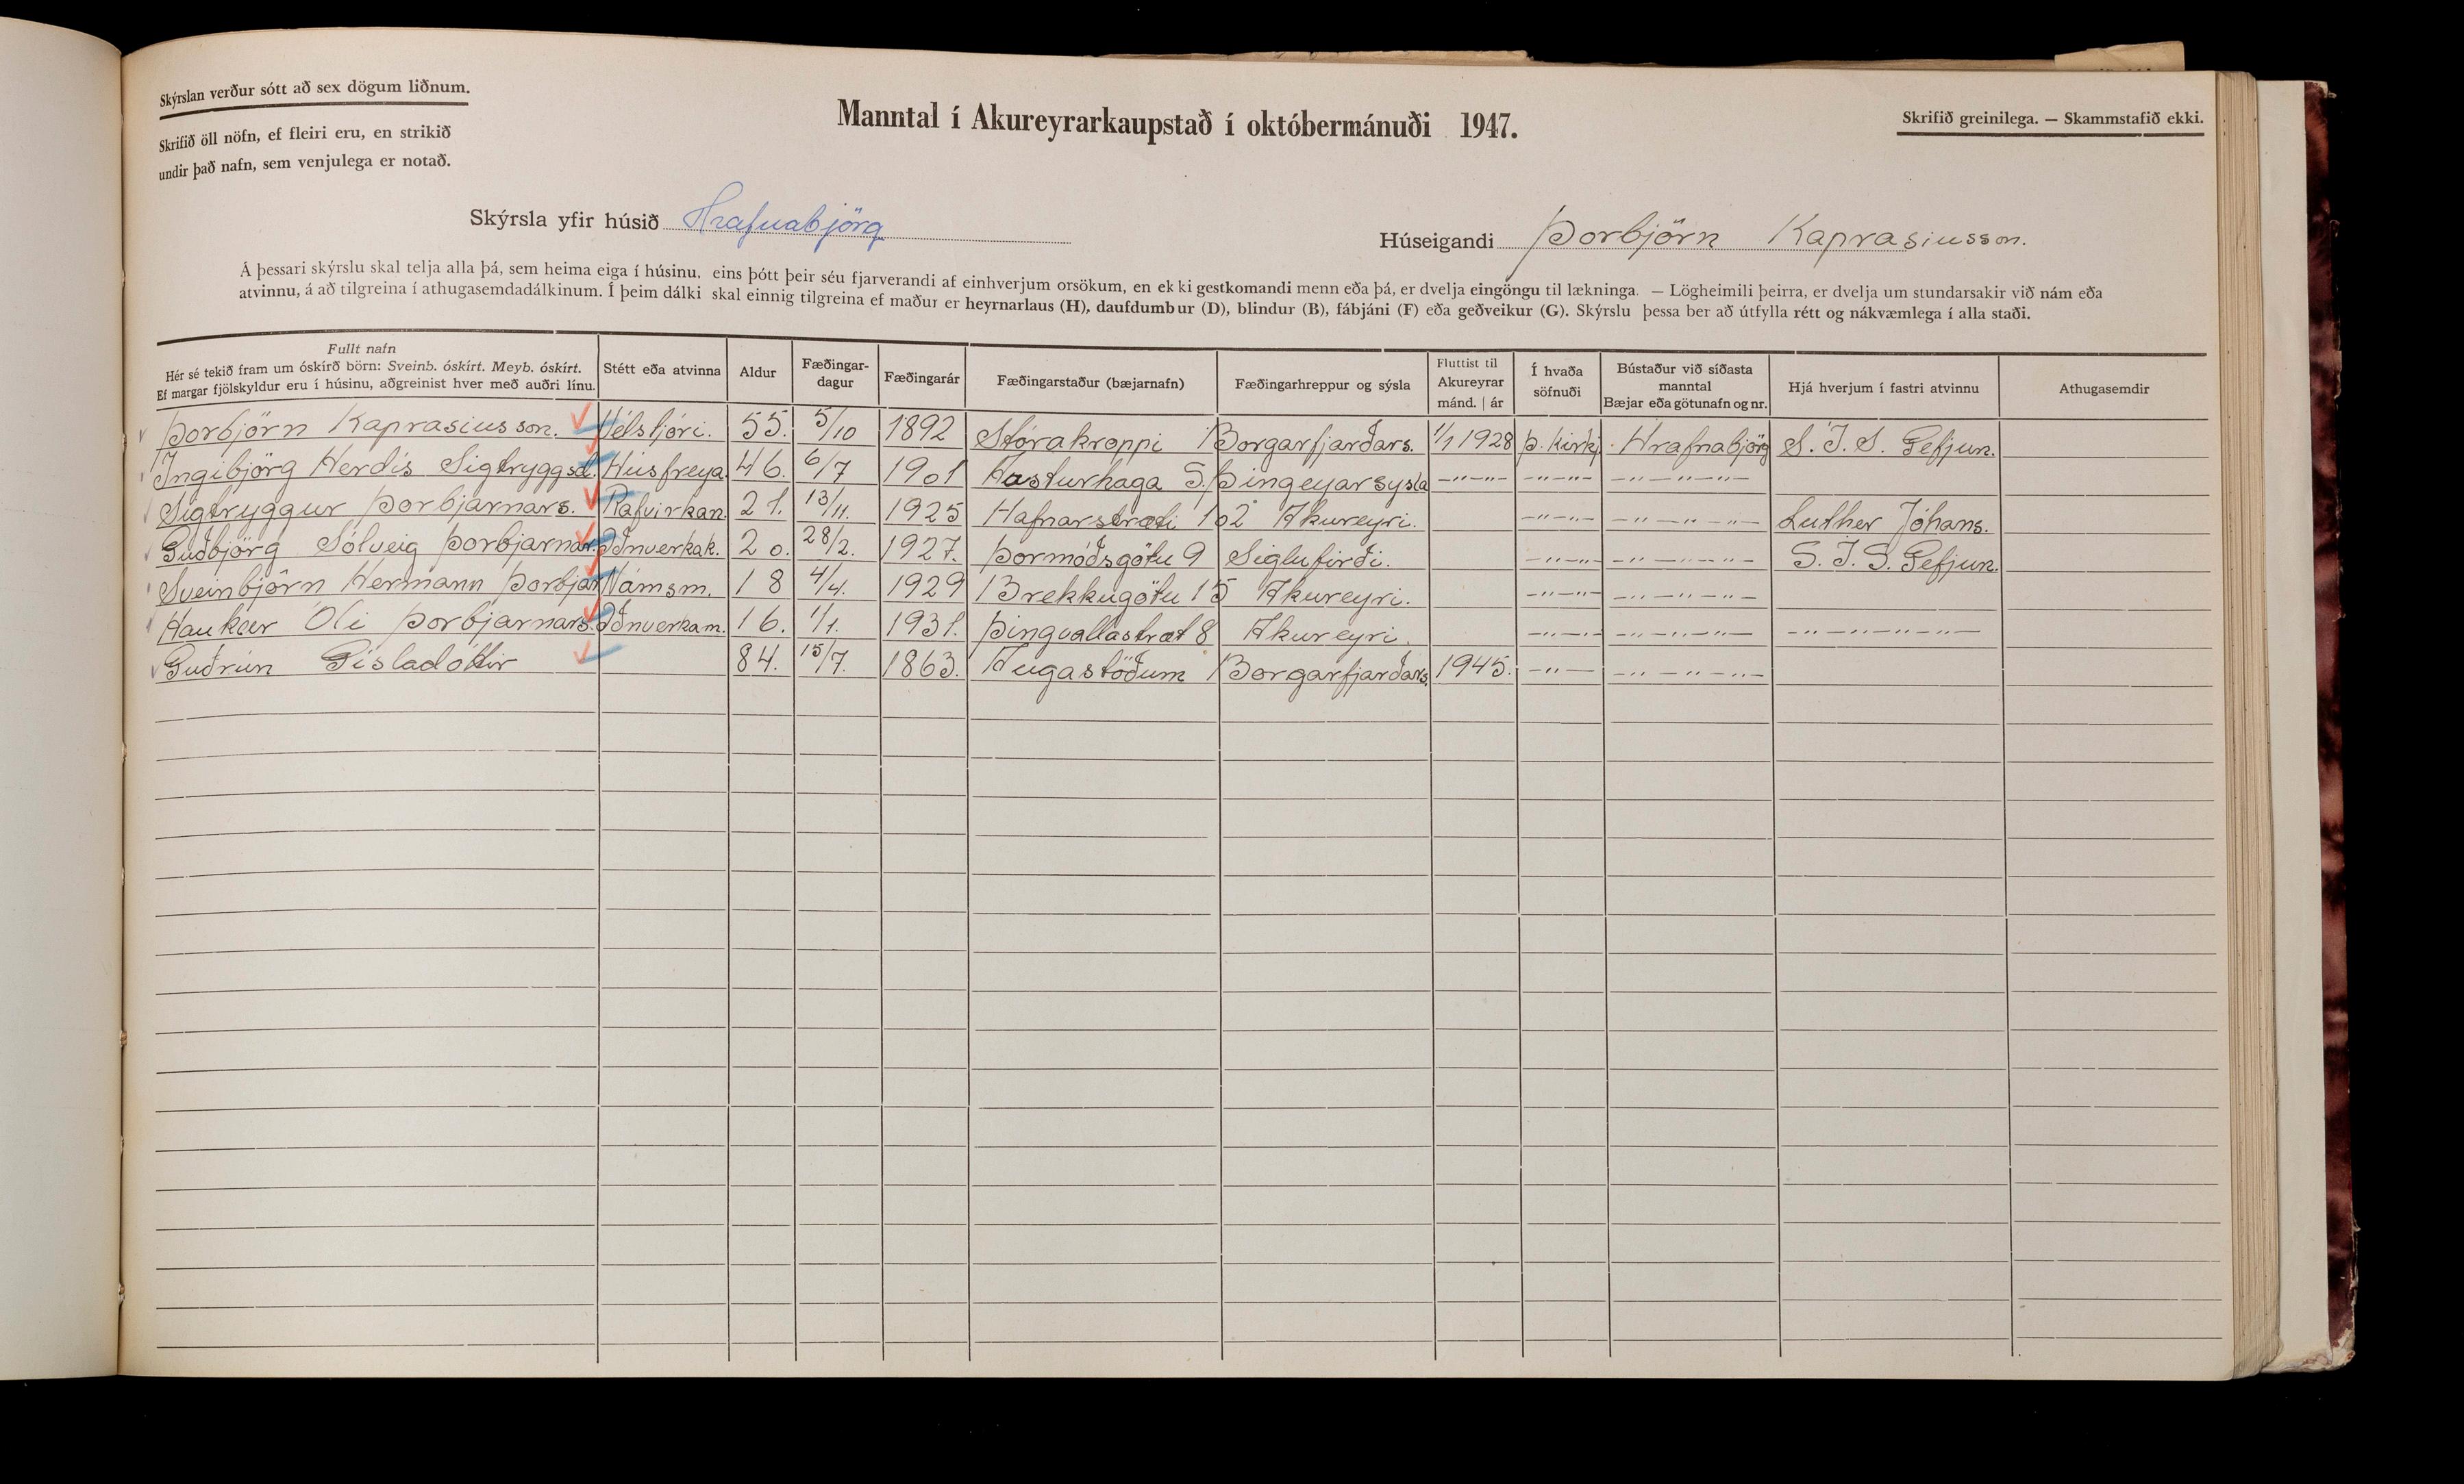 Skýrslan verður sótt að sex dögum liðnum.
Skrifið öll nöfn, ef fleiri eru, en strikið
undir það nafn, sem venjulega er notað.
Manntal í Akureyrarkaupstað í októbermánuði 1947.
Skrifið greinilega. — Skammstafið ekki.
Skýrsla yfir húsið Hrafnabjörg
Húseigandi Þorbjörn Kaprasiusson.
Á þessari skýrslu skal telja alla þá, sem heima eiga í húsinu, eins þótt þeir séu fjarverandi af einhverjum orsökum, en ekki gestkomandi menn eða þá, er dvelja eingöngu til lækninga. — Lögheimili þeirra, er dvelja um stundarsakir við nám eða
atvinnu, á að tilgreina í athugasemdadálkinum. Í þeim dálki skal einnig tilgreina ef maður er heyrnarlaus (H), daufdumbur (D), blindur (B), fábjáni (F) eða geðveikur (G). Skýrslu þessa ber að útfylla rétt og nákvæmlega í alla staði.
Fullt nafn
Hér sé tekið fram um óskírð börn: Sveinb. óskírt. Meyb. óskírt.
Ef margar fjölskyldur eru í húsinu, aðgreinist hver með auðri línu.
Stétt eða atvinna
Aldur
Fæðingar-
dagur
Fæðingarár
Fæðingarstaður (bæjarnafn)
Fæðingarhreppur og sýsla
Fluttist til
Akureyrar
mánd. | ár
Í hvaða
söfnuði
Bústaður við síðasta
manntal
Bæjar eða götunafn og nr.
Hjá hverjum í fastri atvinnu
Athugasemdir
Þorbjörn Kaprasiusson. Vélstjóri. 55. 5/10 1892 Stórakroppi Borgarfjarðars. 1/1 1928 Þ. Kirkj. Hrafnabjörg S.Í.S. Gefjun.
Ingibjörg Herdís Sigtryggsd. Húsfreya 46. 6/7 1901 S. Þingeyarsysla —"—"— —"—"— —"—"—"—
Sigtryggur Þorbjarnars. Rafvirkan. 21. 13/11. 1925 Hafnarstræti 102 Akureyri. —"—"— —"—"—"— Luther Jóhans.
Guðbjörg Sólveig Þorbjarnar. Iðnverkak. 20. 28/2. 1927. Þormóðsgötu 9 Siglufirði. —"—"— —"—"—"— S.Í.S. Gefjun.
Sveinbjörn Hermann Þorbjar Námsm. 18 4/4. 1929 Brekkugötu 15 Akureyri. —"—"— —"—"—"—
Haukur Óli Þorbjarnars. Iðnverkam. 16. 1/1. 1931. Þingvallastræt 8 Akureyri. —"—"— —"—"—"— —"—"—"—"—
Guðrún Gísladóttir 84. 15/7. 1863. Borgarfjarðars. 1945. —"— —"—"—"—